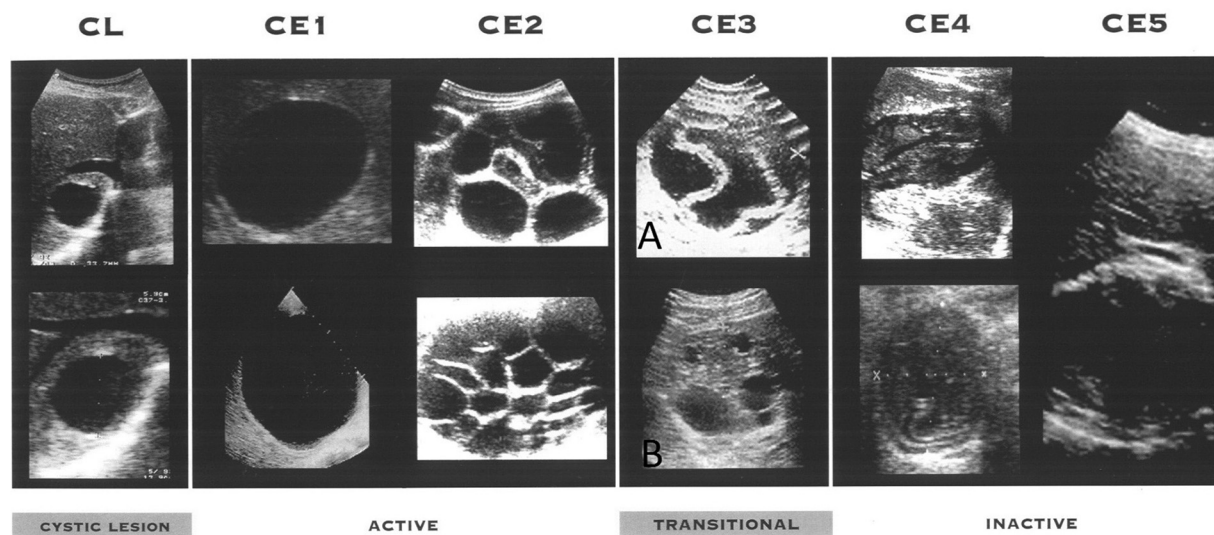 CL CE1 CE2 CE3 CE4 CE5
A
B
CYSTIC LESION ACTIVE TRANSITIONAL INACTIVE